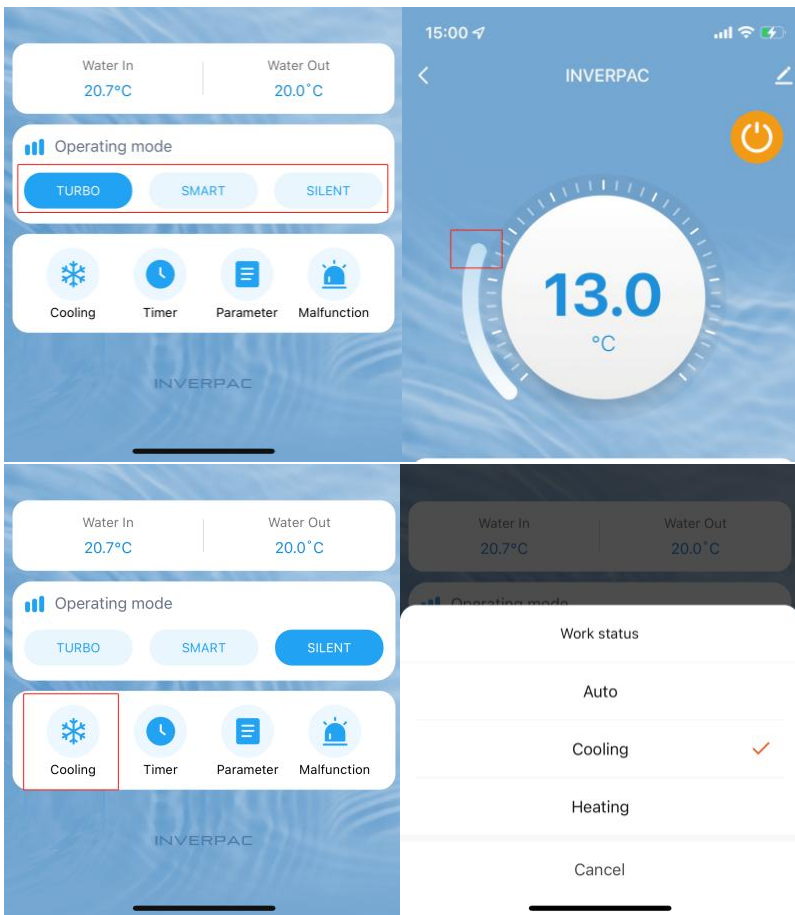 Water In
Water Out
20.7°C
20.0°C
Operating mode
TURBO
SMART
SILENT
Cooling
Timer
Parameter
Malfunction
INVERPAC
15:00
INVERPAC
13.0
°C
Water In
Water Out
20.7°C
20.0°C
Operating mode
TURBO
SMART
SILENT
Cooling
Timer
Parameter
Malfunction
INVERPAC
Water In
Water Out
20.7°C
20.0°C
Operating mode
Work status
Auto
Cooling
Heating
Cancel